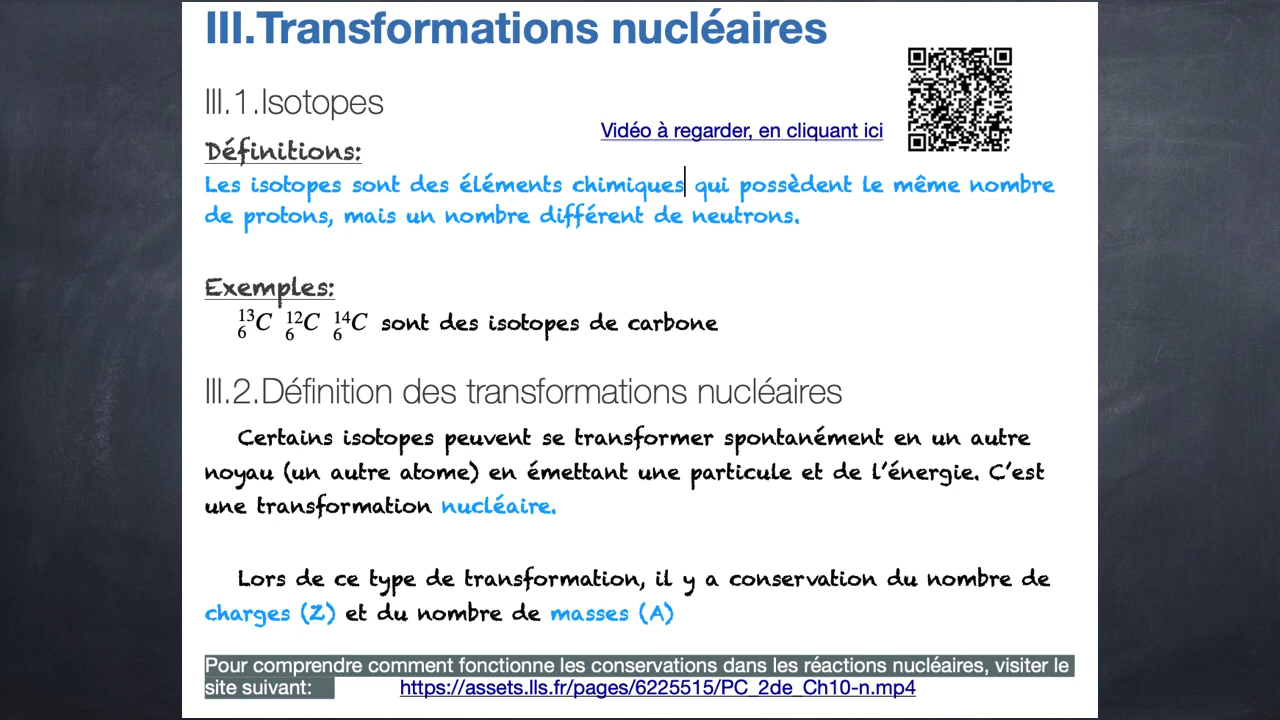 III.Transformations nucléaires
III.1.Isotopes
Vidéo à regarder, en cliquant ici
Définitions:
Les isotopes sont des éléments chimiques qui possèdent le même nombre
de protons, mais un nombre différent de neutrons.
Exemples:
¹³₆C ¹²₆C ¹⁴₆C sont des isotopes de carbone
III.2.Définition des transformations nucléaires
Certains isotopes peuvent se transformer spontanément en un autre
noyau (un autre atome) en émettant une particule et de l'énergie. C'est
une transformation nucléaire.
Lors de ce type de transformation, il y a conservation du nombre de
charges (Z) et du nombre de masses (A)
Pour comprendre comment fonctionne les conservations dans les réactions nucléaires, visiter le
site suivant: https://assets.lls.fr/pages/6225515/PC_2de_Ch10-n.mp4